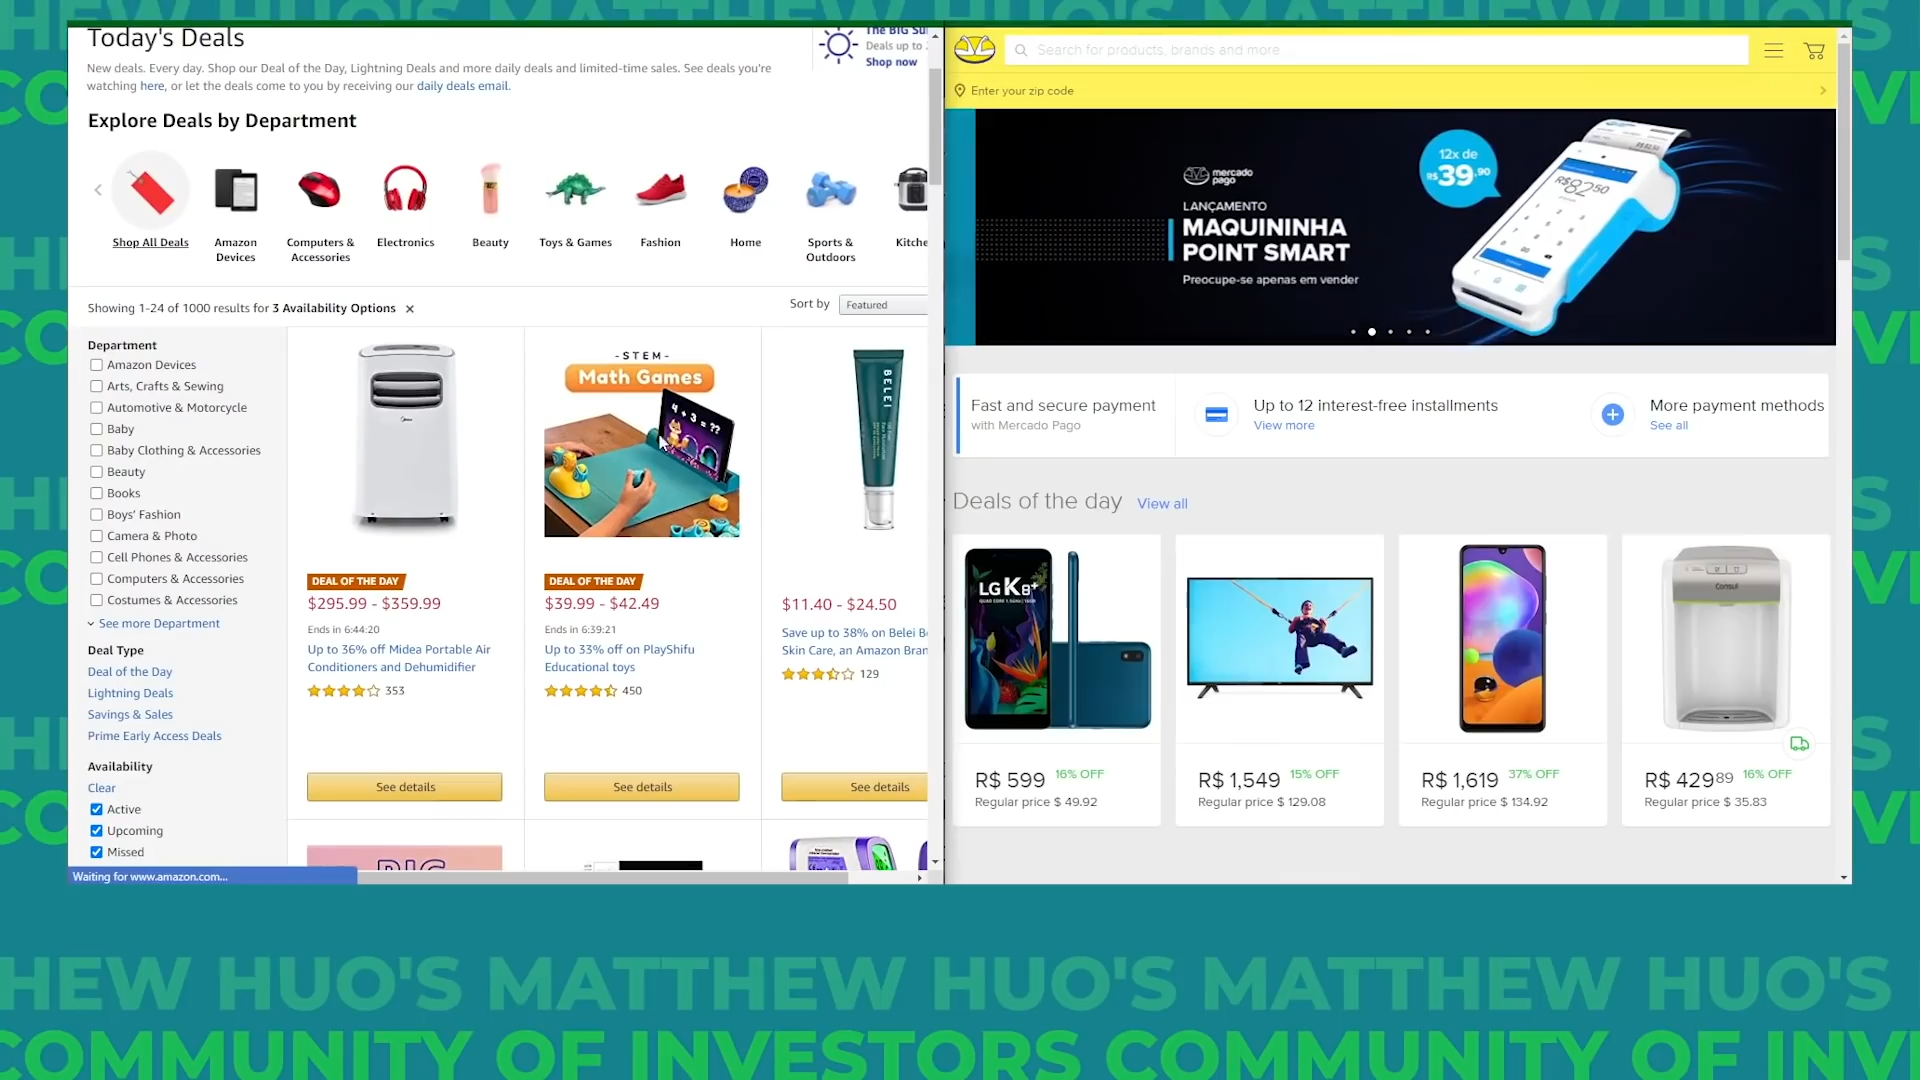 Today's Deals
New deals. Every day. Shop our Deal of the Day, Lightning Deals and more daily deals and limited-time sales. See deals you're
watching here, or let the deals come to you by receiving our daily deals email.
Deals up to
Shop now
Explore Deals by Department
Shop All Deals
Amazon
Devices
Computers &
Accessories
Electronics
Beauty
Toys & Games
Fashion
Home
Sports &
Outdoors
Kitche
Showing 1-24 of 1000 results for 3 Availability Options
Sort by
Featured
Department
Amazon Devices
Arts, Crafts & Sewing
Automotive & Motorcycle
Baby
Baby Clothing & Accessories
Beauty
Books
Boys' Fashion
Camera & Photo
Cell Phones & Accessories
Computers & Accessories
Costumes & Accessories
See more Department
Deal Type
Deal of the Day
Lightning Deals
Savings & Sales
Prime Early Access Deals
Availability
Clear
Active
Upcoming
Missed
Waiting for www.amazon.com...
DEAL OF THE DAY
$295.99 - $359.99
Ends in 6:44:20
Up to 36% off Midea Portable Air
Conditioners and Dehumidifier
353
See details
-STEM-
Math Games
4 + 3 = ??
DEAL OF THE DAY
$39.99 - $42.49
Ends in 6:39:21
Up to 33% off on PlayShifu
Educational toys
450
See details
BELEI
$11.40 - $24.50
Save up to 38% on Belei B
Skin Care, an Amazon Bran
129
See details
Search for products, brands and more
Enter your zip code
mercado
pago
LANÇAMENTO
MAQUININHA
POINT SMART
Preocupe-se apenas em vender
12x de
R$39,90
R$82,50
Fast and secure payment
with Mercado Pago
Up to 12 interest-free installments
View more
More payment methods
See all
Deals of the day View all
LG K8+
R$ 599 16% OFF
Regular price $ 49.92
R$ 1,549 15% OFF
Regular price $ 129.08
R$ 1,619 37% OFF
Regular price $ 134.92
Consul
R$ 429 89 16% OFF
Regular price $ 35.83
HEW HUO'S MATTHEW HUO'S MATTHEW HUO'S
COMMUNITY OF INVESTORS COMMUNITY OF INV